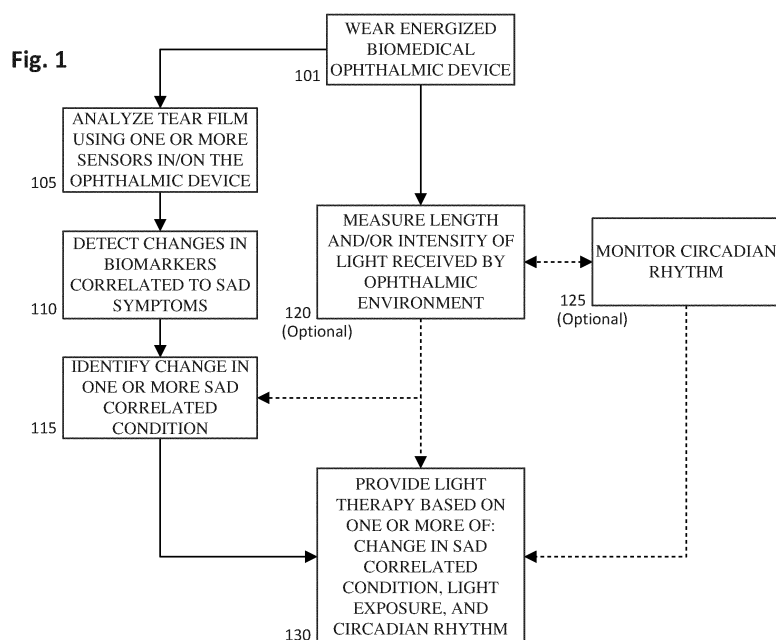 Fig. 1
WEAR ENERGIZED
BIOMEDICAL
OPHTHALMIC DEVICE
101
ANALYZE TEAR FILM
USING ONE OR MORE
SENSORS IN/ON THE
OPHTHALMIC DEVICE
105
DETECT CHANGES IN
BIOMARKERS
CORRELATED TO SAD
SYMPTOMS
110
IDENTIFY CHANGE IN
ONE OR MORE SAD
CORRELATED
CONDITION
115
MEASURE LENGTH
AND/OR INTENSITY OF
LIGHT RECEIVED BY
OPHTHALMIC
ENVIRONMENT
120
(Optional)
MONITOR CIRCADIAN
RHYTHM
125
(Optional)
PROVIDE LIGHT
THERAPY BASED ON
ONE OR MORE OF:
CHANGE IN SAD
CORRELATED
CONDITION, LIGHT
EXPOSURE, AND
CIRCADIAN RHYTHM
130